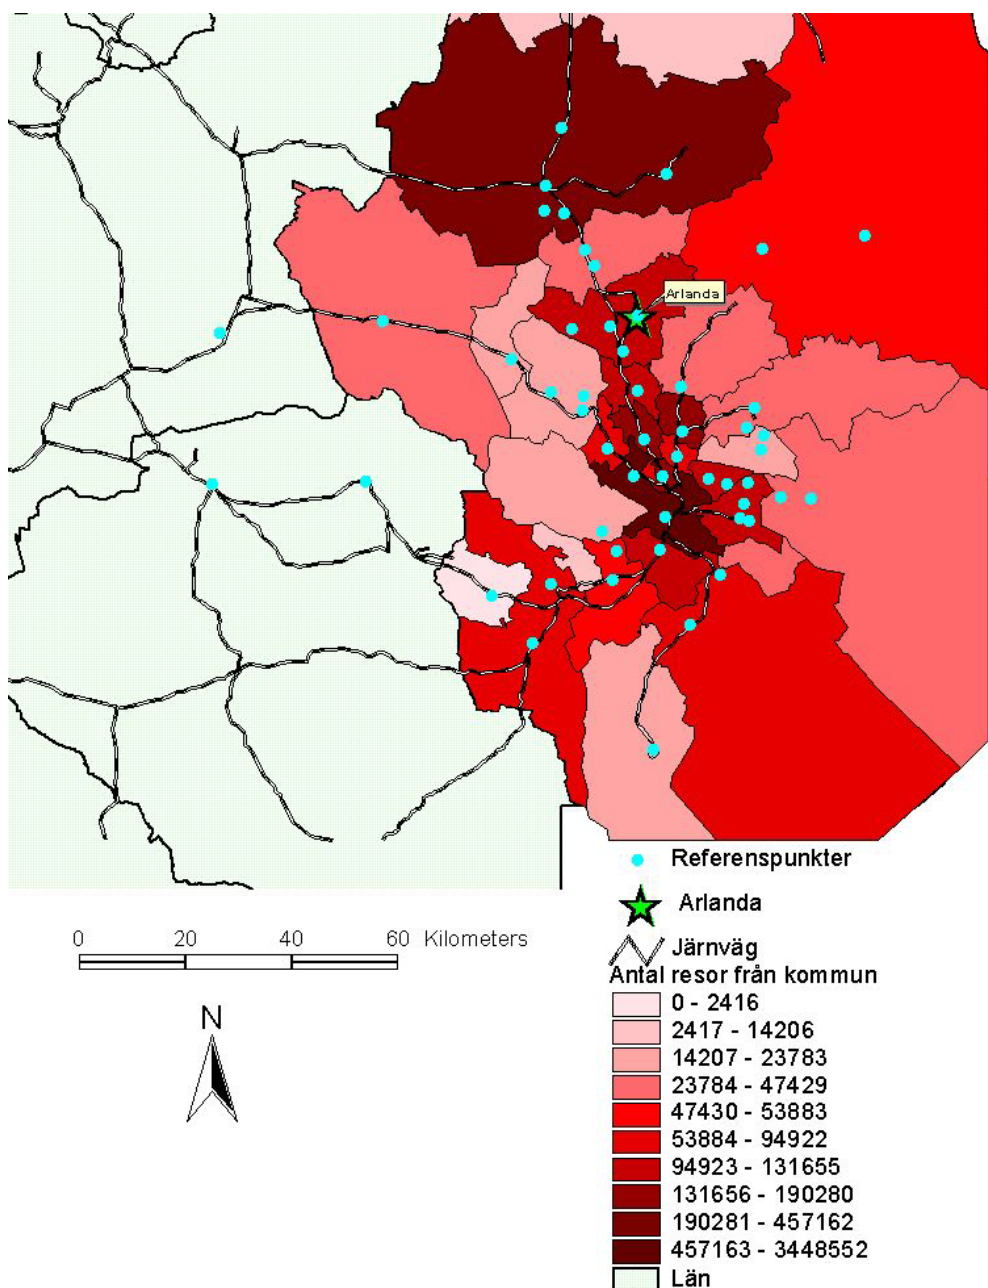 Arlanda
Referenspunkter
Arlanda
Järnväg
Antal resor från kommun
0 - 2416
2417 - 14206
14207 - 23783
23784 - 47429
47430 - 53883
53884 - 94922
94923 - 131655
131656 - 190280
190281 - 457162
457163 - 3448552
Län
0 20 40 60 Kilometers
N